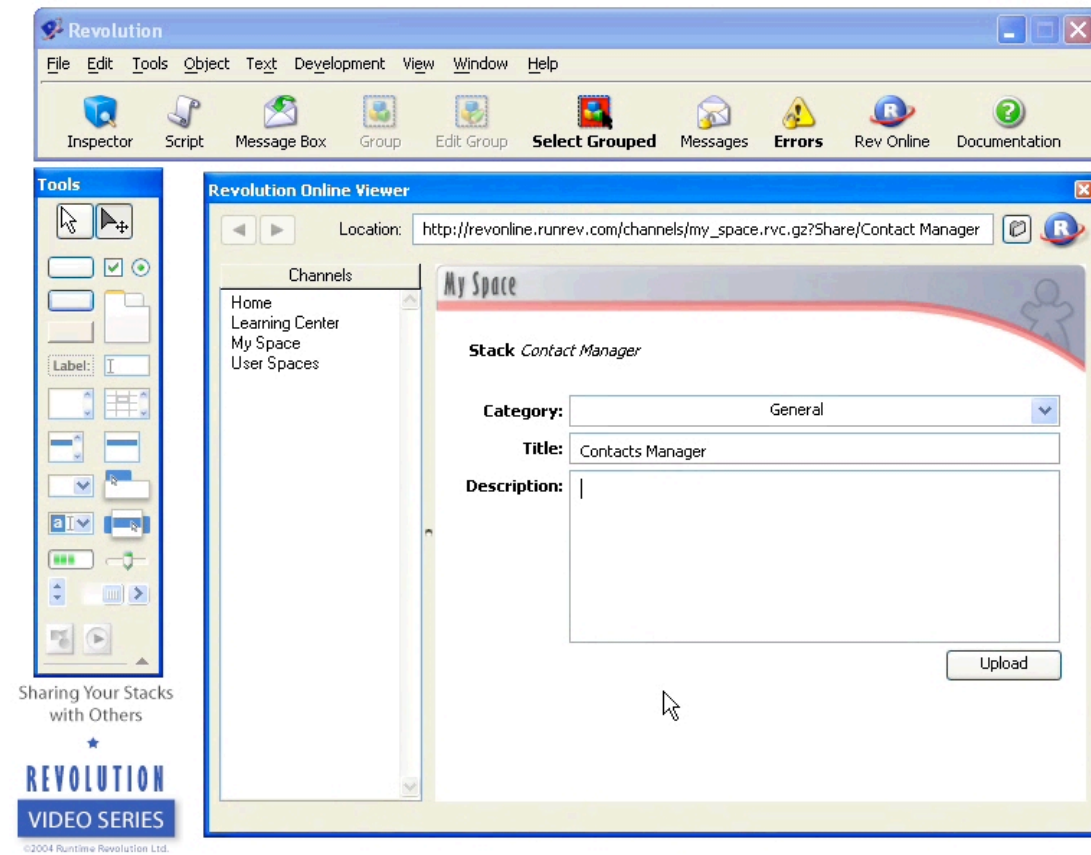 Revolution
File Edit Tools Object Text Development View Window Help
Inspector Script Message Box Group Edit Group Select Grouped Messages Errors Rev Online Documentation
Tools
Label:
a
Revolution Online Viewer
Location: http://revonline.runrev.com/channels/my_space.rvc.gz?Share/Contact Manager
R
Channels
Home
Learning Center
My Space
User Spaces
My Space
Stack Contact Manager
Category: General
Title: Contacts Manager
Description:
Upload
Sharing Your Stacks
with Others
REVOLUTION
VIDEO SERIES
©2004 Runtime Revolution Ltd.